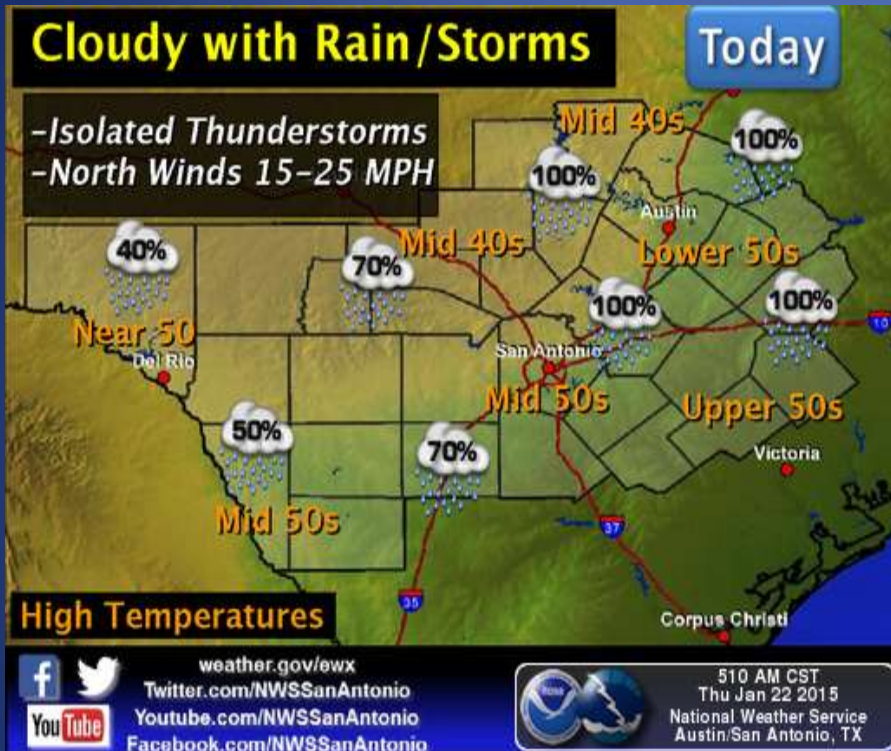 Cloudy with Rain/Storms
Today
-Isolated Thunderstorms
-North Winds 15-25 MPH
Mid 40s
100%
100%
Austin
40%
Mid 40s
Lower 50s
70%
100%
100%
10
Near 50
Del Rio
San Antonio
Mid 50s
Upper 50s
50%
70%
Victoria
Mid 50s
37
35
High Temperatures
Corpus Christi
f
You Tube
weather.gov/ewx
Twitter.com/NWSSanAntonio
Youtube.com/NWSSanAntonio
Facebook.com/NWSSanAntonio
NOAA
510 AM CST
Thu Jan 22 2015
National Weather Service
Austin/San Antonio, TX